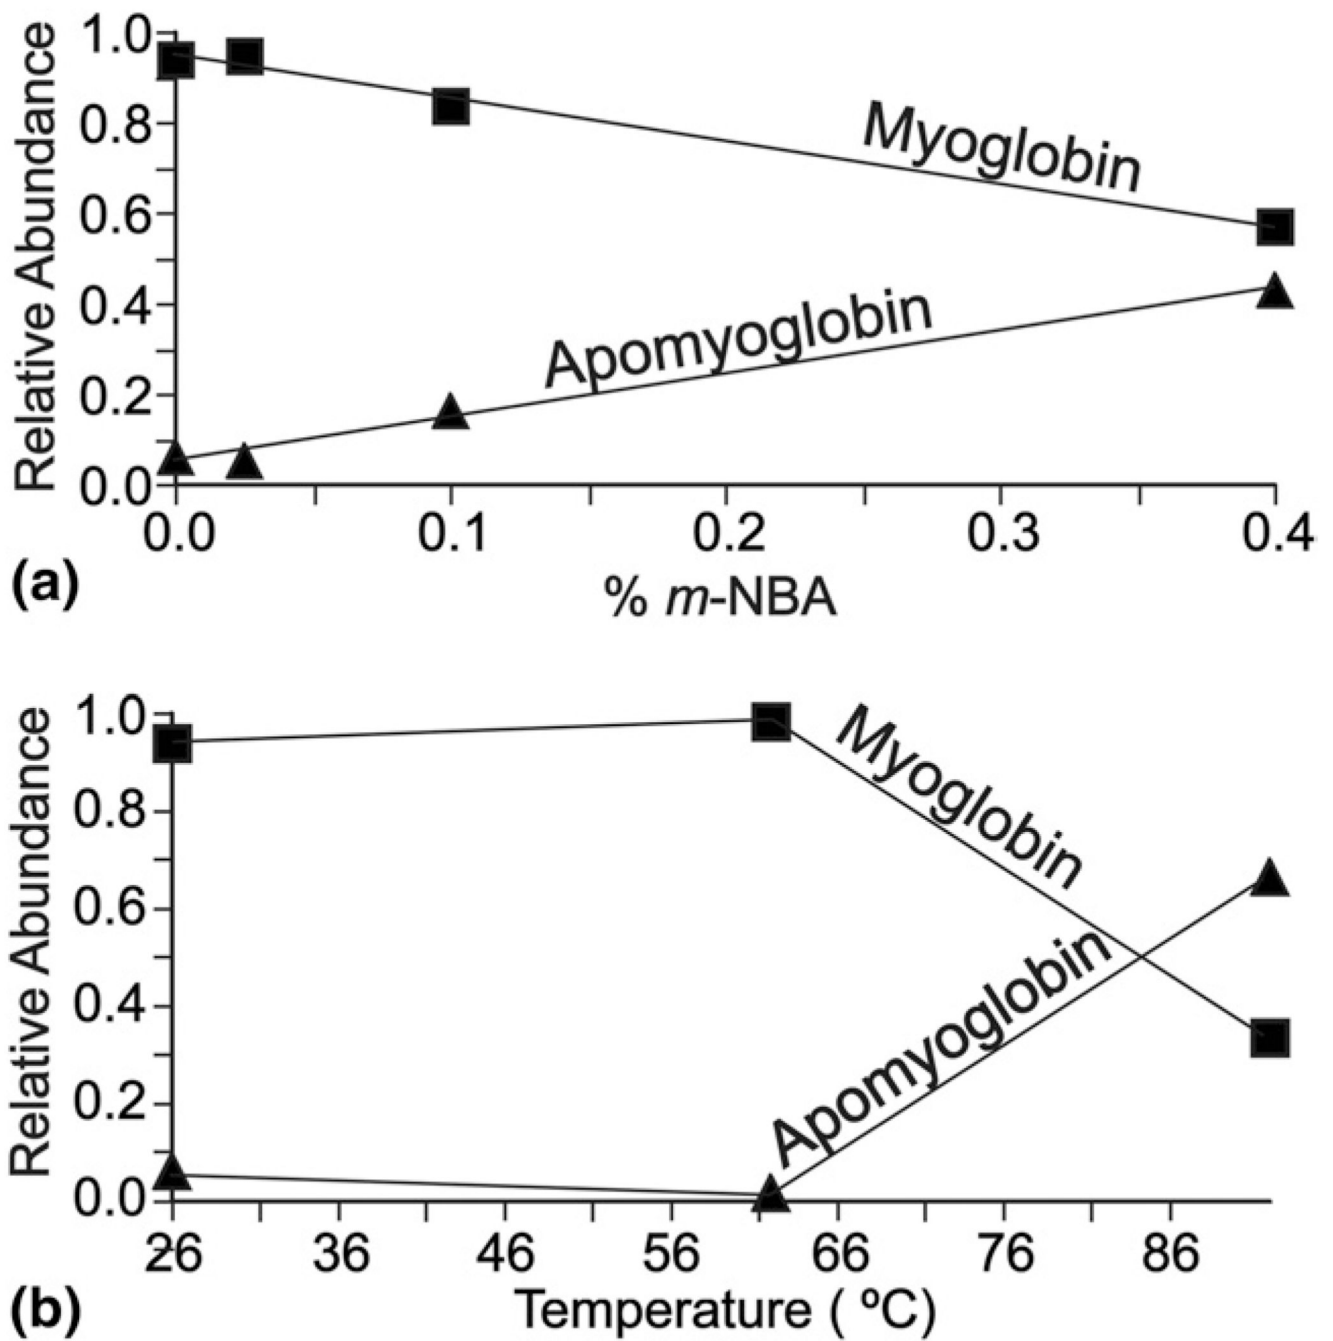 1.0
0.8
0.6
0.4
0.2
0.0
Relative Abundance
Myoglobin
Apomyoglobin
0.0 0.1 0.2 0.3 0.4
% m-NBA
(a)
1.0
0.8
0.6
0.4
0.2
0.0
Relative Abundance
Myoglobin
Apomyoglobin
26 36 46 56 66 76 86
Temperature ( ºC)
(b)